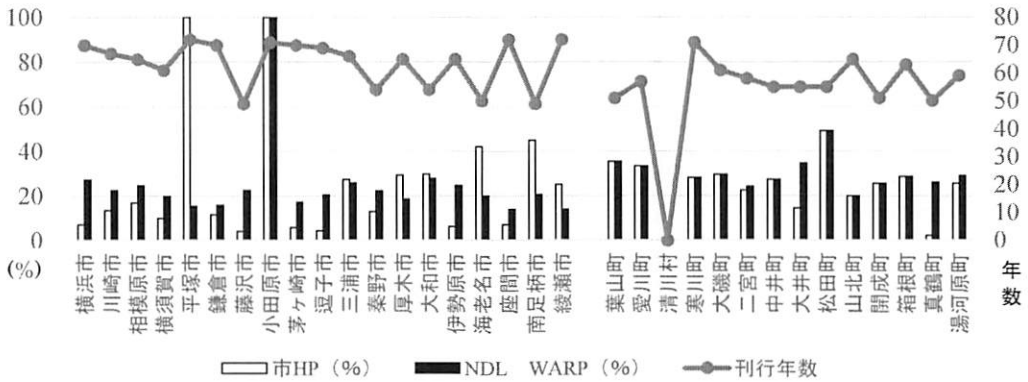 100
80
60
40
20
0
(%)
80
70
60
50
40
30
20
10
0
年数
横浜市
川崎市
相模原市
横須賀市
平塚市
鎌倉市
藤沢市
小田原市
茅ヶ崎市
逗子市
三浦市
秦野市
厚木市
大和市
伊勢原市
海老名市
座間市
南足柄市
綾瀬市
葉山町
愛川町
清川村
寒川町
大磯町
二宮町
中井町
大井町
松田町
山北町
開成町
箱根町
真鶴町
湯河原町
市HP（%） NDL WARP（%） 刊行年数